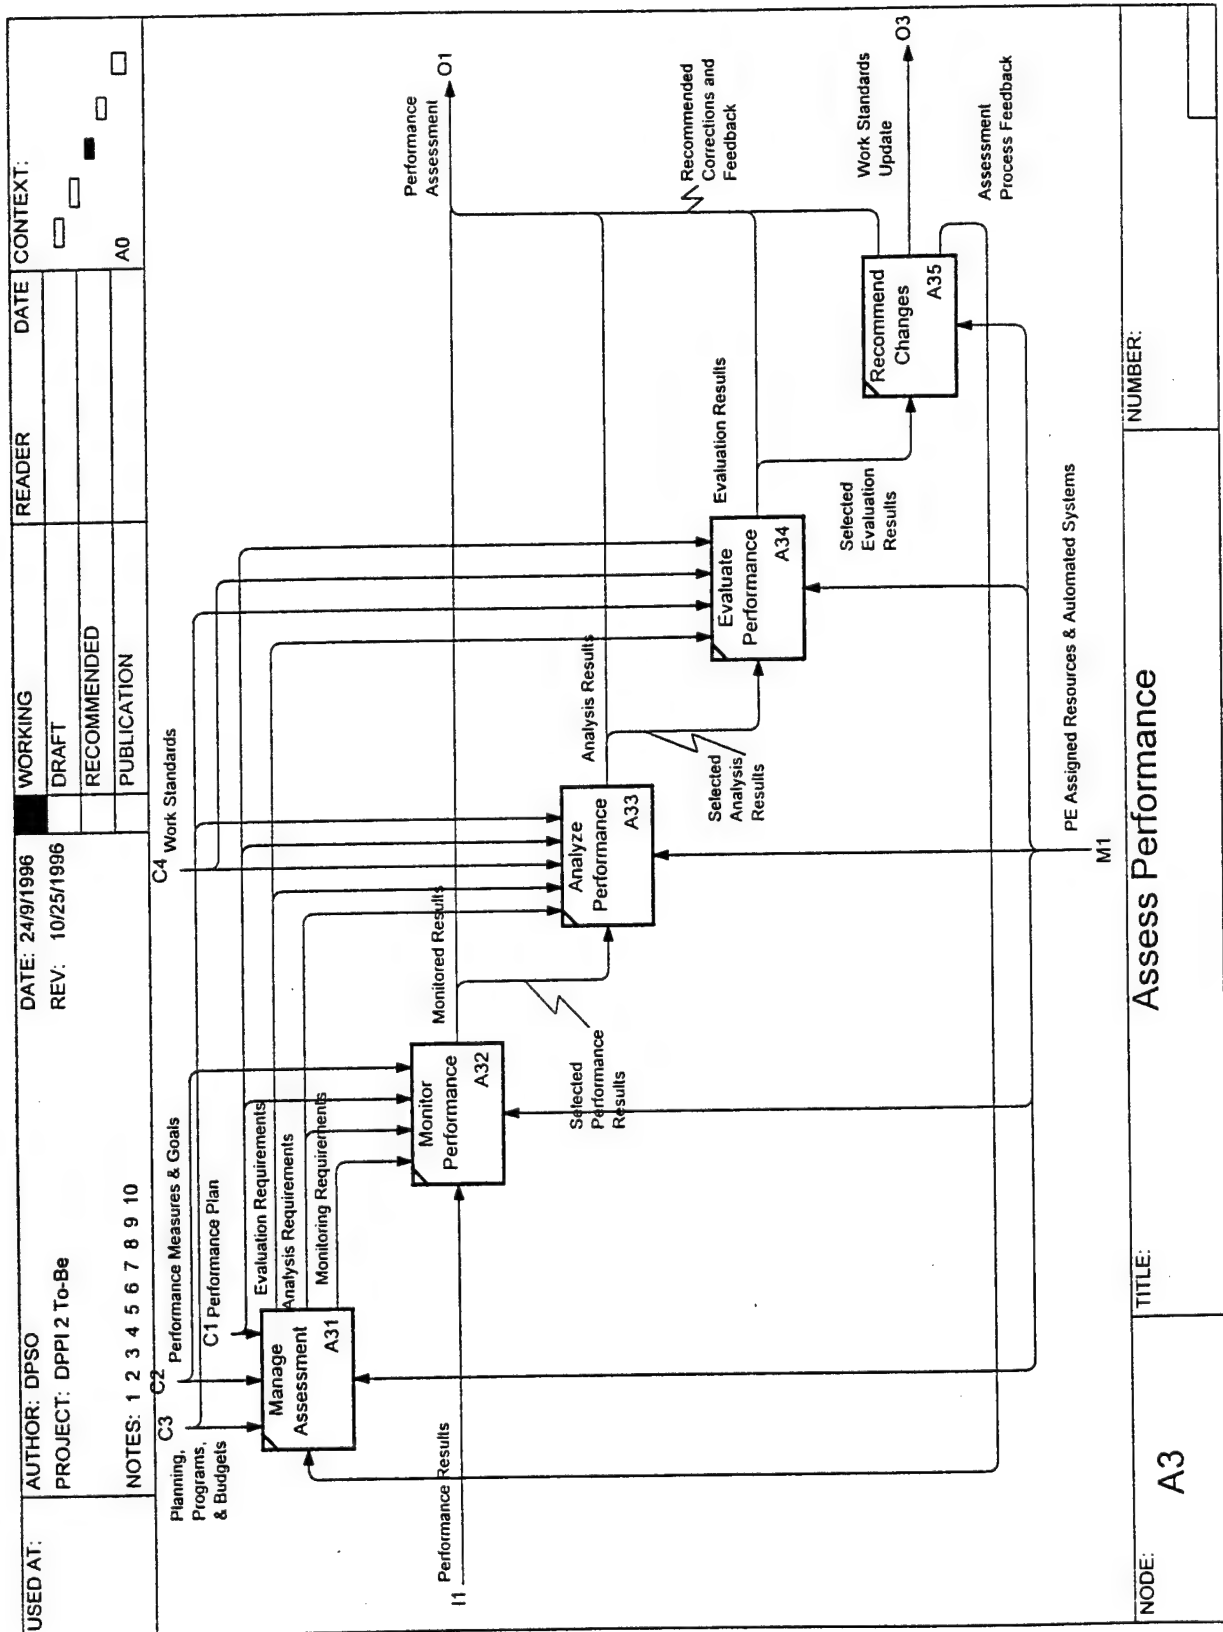 USED AT:
AUTHOR: DPSO
PROJECT: DPPI 2 To-Be
NOTES: 1 2 3 4 5 6 7 8 9 10
DATE: 24/9/1996
REV: 10/25/1996
WORKING
DRAFT
RECOMMENDED
PUBLICATION
READER
DATE
CONTEXT:
A0
C3
Planning,
Programs,
& Budgets
C2
Performance Measures & Goals
C1 Performance Plan
C4 Work Standards
Manage
Assessment
A31
Evaluation Requirements
Analysis Requirements
Monitoring Requirements
I1
Performance Results
Monitor
Performance
A32
Monitored Results
Selected
Performance
Results
Analyze
Performance
A33
Analysis Results
Selected
Analysis
Results
Evaluate
Performance
A34
Evaluation Results
Selected
Evaluation
Results
Recommend
Changes
A35
Performance
Assessment
O1
Recommended
Corrections and
Feedback
Work Standards
Update
O3
Assessment
Process Feedback
PE Assigned Resources & Automated Systems
M1
NODE:
A3
TITLE:
Assess Performance
NUMBER: